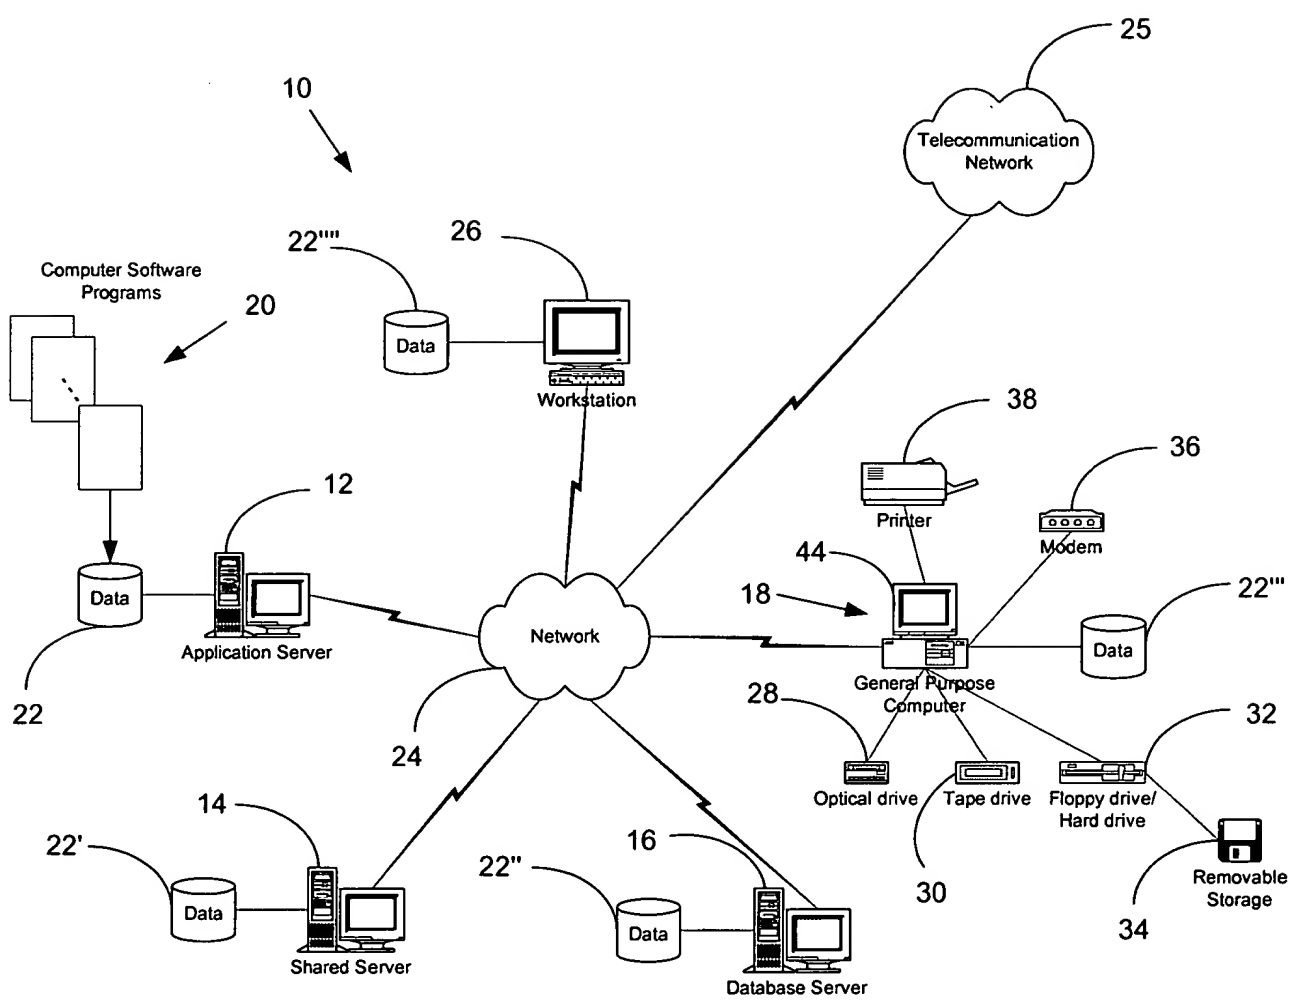 25
10
Telecommunication
Network
22""
26
Computer Software
Programs
20
Data
Workstation
38
36
12
Printer
Modem
44
18
22'"
Data
Application Server
Network
Data
General Purpose
Computer
22
24
28
32
Optical drive
Tape drive
Floppy drive/
Hard drive
14
22'
16
22"
30
34
Removable
Storage
Data
Shared Server
Data
Database Server